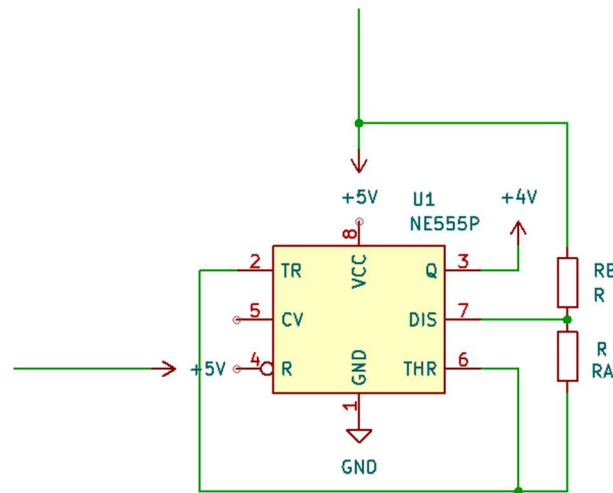 +5V
U1
NE555P
+4V
8
VCC
2
TR
Q
3
RB
R
5
CV
DIS
7
+5V
4
R
GND
THR
6
R
RA
1
GND